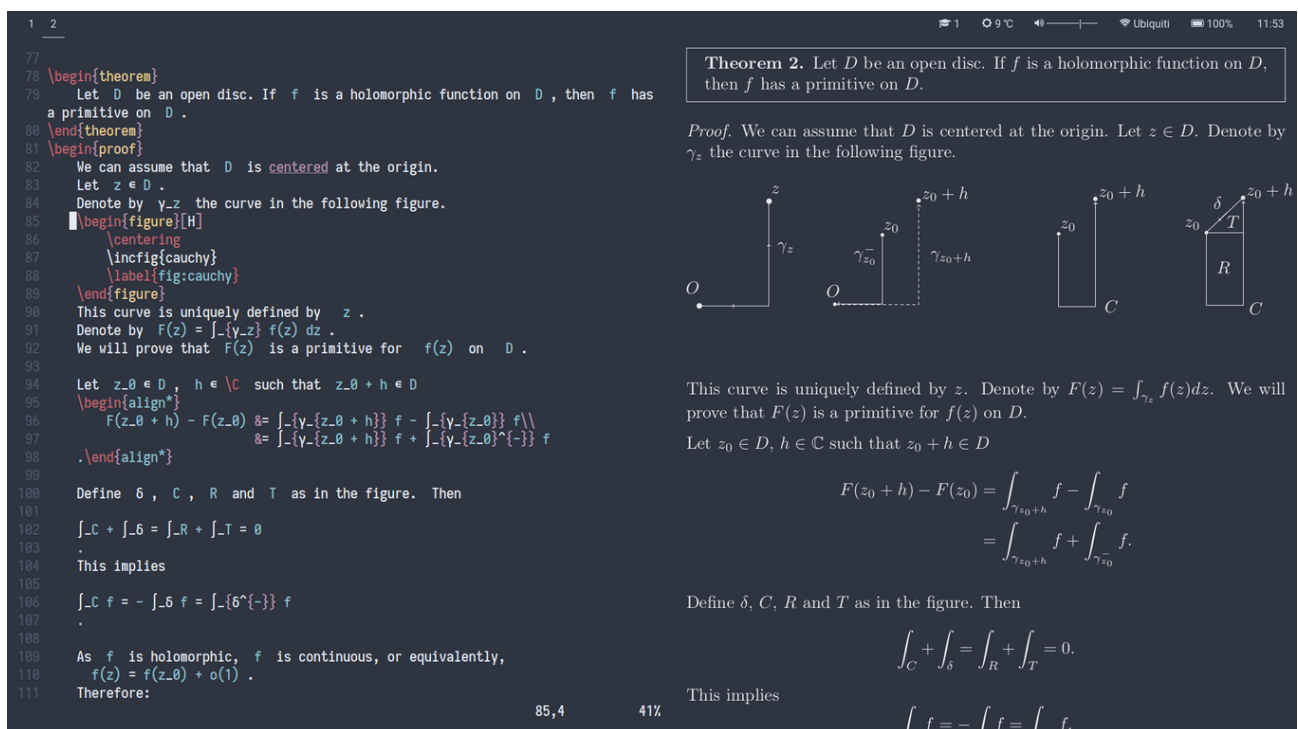 1 2
1 9 °C Ubiquiti 100% 11:53
77
78 \begin{theorem}
79 Let D be an open disc. If f is a holomorphic function on D , then f has
a primitive on D .
80 \end{theorem}
81 \begin{proof}
82 We can assume that D is centered at the origin.
83 Let z ∈ D .
84 Denote by γ_z the curve in the following figure.
85 \begin{figure}[H]
86 \centering
87 \incfig{cauchy}
88 \label{fig:cauchy}
89 \end{figure}
90 This curve is uniquely defined by z .
91 Denote by F(z) = ∫_{γ_z} f(z) dz .
92 We will prove that F(z) is a primitive for f(z) on D .
93
94 Let z_0 ∈ D , h ∈ \C such that z_0 + h ∈ D
95 \begin{align*}
96 F(z_0 + h) - F(z_0) &= ∫_{γ_{z_0 + h}} f - ∫_{γ_{z_0}} f\\
97 &= ∫_{γ_{z_0 + h}} f + ∫_{γ_{z_0}^{-}} f
98 .\end{align*}
99
100 Define δ , C , R and T as in the figure. Then
101
102 ∫_C + ∫_δ = ∫_R + ∫_T = 0
103 .
104 This implies
105
106 ∫_C f = - ∫_δ f = ∫_{δ^{-}} f
107 .
108
109 As f is holomorphic, f is continuous, or equivalently,
110 f(z) = f(z_0) + o(1) .
111 Therefore:
85,4 41%
Theorem 2. Let D be an open disc. If f is a holomorphic function on D,
then f has a primitive on D.
Proof. We can assume that D is centered at the origin. Let z ∈ D. Denote by
γ_z the curve in the following figure.
z
γ_z
O
z_0 + h
z_0
γ_{z_0}^-
γ_{z_0+h}
O
z_0 + h
z_0
C
z_0 + h
δ
z_0
T
R
C
This curve is uniquely defined by z. Denote by F(z) = ∫_{γ_z} f(z)dz. We will
prove that F(z) is a primitive for f(z) on D.
Let z_0 ∈ D, h ∈ ℂ such that z_0 + h ∈ D
F(z_0 + h) − F(z_0) = ∫_{γ_{z_0+h}} f − ∫_{γ_{z_0}} f
= ∫_{γ_{z_0+h}} f + ∫_{γ_{z_0}^-} f.
Define δ, C, R and T as in the figure. Then
∫_C + ∫_δ = ∫_R + ∫_T = 0.
This implies
∫ f = − ∫ f = ∫ f.